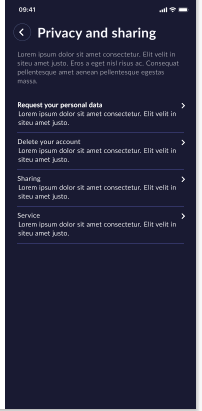 09:41
Privacy and sharing
Lorem ipsum dolor sit amet consectetur. Elit velit in
siteu amet justo. Eros a eget nisl risus ac. Consequat
pellentesque amet aenean pellentesque egestas
massa.
Request your personal data
Lorem ipsum dolor sit amet consectetur. Elit velit in
siteu amet justo.
Delete your account
Lorem ipsum dolor sit amet consectetur. Elit velit in
siteu amet justo.
Sharing
Lorem ipsum dolor sit amet consectetur. Elit velit in
siteu amet justo.
Service
Lorem ipsum dolor sit amet consectetur. Elit velit in
siteu amet justo.